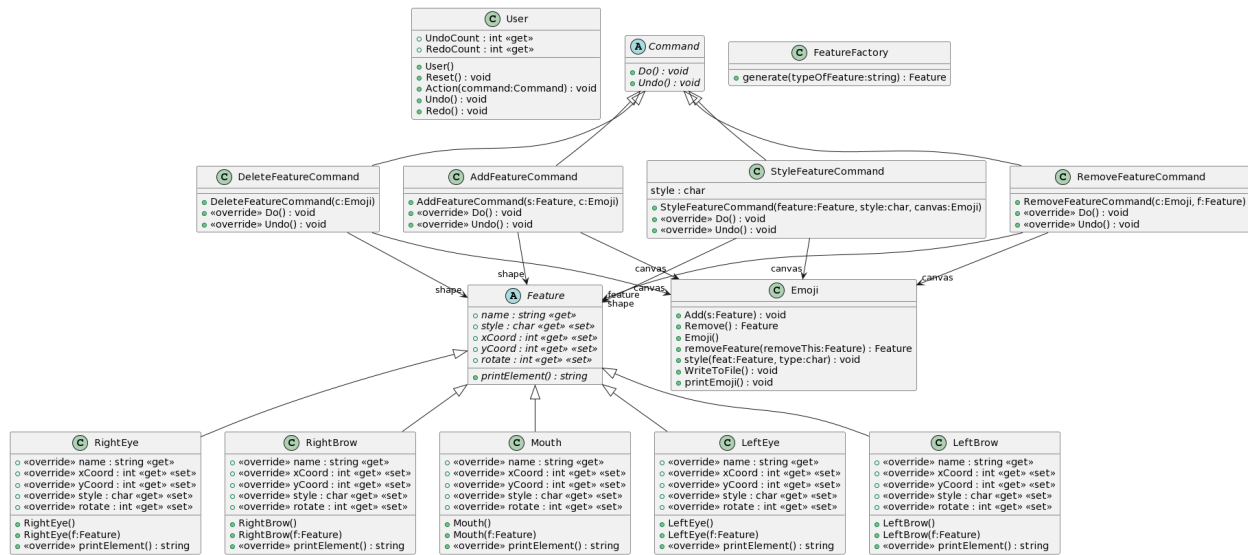 C User
UndoCount : int «get»
RedoCount : int «get»
User()
Reset() : void
Action(command:Command) : void
Undo() : void
Redo() : void
A Command
Do() : void
Undo() : void
C FeatureFactory
generate(typeOfFeature:string) : Feature
C DeleteFeatureCommand
DeleteFeatureCommand(c:Emoji)
«override» Do() : void
«override» Undo() : void
C AddFeatureCommand
AddFeatureCommand(s:Feature, c:Emoji)
«override» Do() : void
«override» Undo() : void
C StyleFeatureCommand
style : char
StyleFeatureCommand(feature:Feature, style:char, canvas:Emoji)
«override» Do() : void
«override» Undo() : void
C RemoveFeatureCommand
RemoveFeatureCommand(c:Emoji, f:Feature)
«override» Do() : void
«override» Undo() : void
shape
shape
canvas
canvas
canvas
canvas
feature
shape
A Feature
name : string «get»
style : char «get» «set»
xCoord : int «get» «set»
yCoord : int «get» «set»
rotate : int «get» «set»
printElement() : string
C Emoji
Add(s:Feature) : void
Remove() : Feature
Emoji()
removeFeature(removeThis:Feature) : Feature
style(feat:Feature, type:char) : void
WriteToFile() : void
printEmoji() : void
C RightEye
«override» name : string «get»
«override» xCoord : int «get» «set»
«override» yCoord : int «get» «set»
«override» style : char «get» «set»
«override» rotate : int «get» «set»
RightEye()
RightEye(f:Feature)
«override» printElement() : string
C RightBrow
«override» name : string «get»
«override» xCoord : int «get» «set»
«override» yCoord : int «get» «set»
«override» style : char «get» «set»
«override» rotate : int «get» «set»
RightBrow()
RightBrow(f:Feature)
«override» printElement() : string
C Mouth
«override» name : string «get»
«override» xCoord : int «get» «set»
«override» yCoord : int «get» «set»
«override» style : char «get» «set»
«override» rotate : int «get» «set»
Mouth()
Mouth(f:Feature)
«override» printElement() : string
C LeftEye
«override» name : string «get»
«override» xCoord : int «get» «set»
«override» yCoord : int «get» «set»
«override» style : char «get» «set»
«override» rotate : int «get» «set»
LeftEye()
LeftEye(f:Feature)
«override» printElement() : string
C LeftBrow
«override» name : string «get»
«override» xCoord : int «get» «set»
«override» yCoord : int «get» «set»
«override» style : char «get» «set»
«override» rotate : int «get» «set»
LeftBrow()
LeftBrow(f:Feature)
«override» printElement() : string